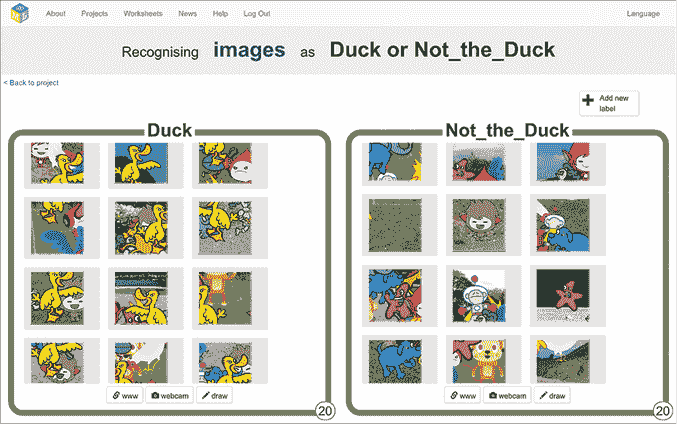 About Projects Worksheets News Help Log Out Language
Recognising images as Duck or Not_the_Duck
< Back to project
Add new
label
Duck
Not_the_Duck
www webcam draw
20
www webcam draw
20